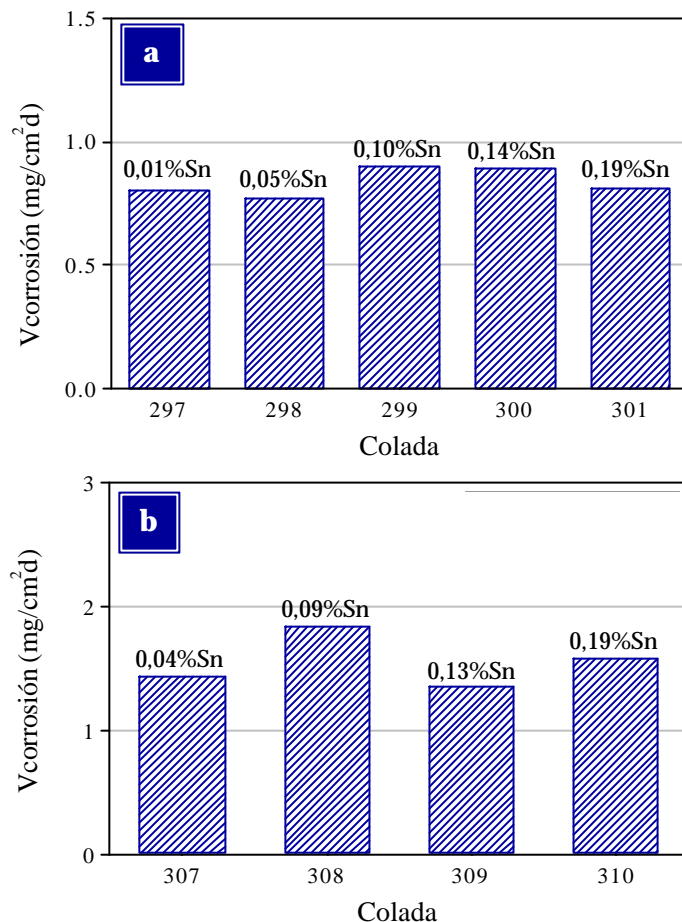 a
Vcorrosión (mg/cm²d)
1.5
1.0
0.5
0.0
0,01%Sn
0,05%Sn
0,10%Sn
0,14%Sn
0,19%Sn
297 298 299 300 301
Colada
b
Vcorrosión (mg/cm²d)
3
2
1
0
0,04%Sn
0,09%Sn
0,13%Sn
0,19%Sn
307 308 309 310
Colada